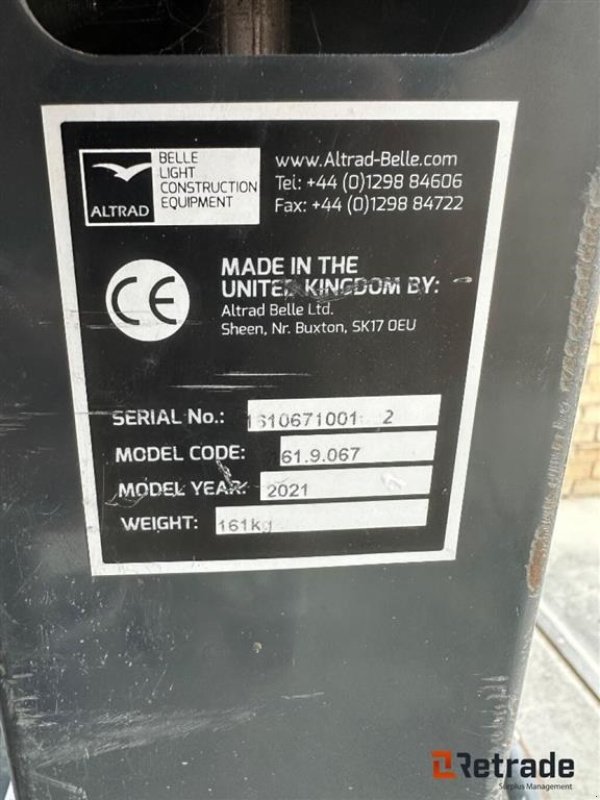 BELLE
LIGHT
CONSTRUCTION
EQUIPMENT
ALTRAD
www.Altrad-Belle.com
Tel: +44 (0)1298 84606
Fax: +44 (0)1298 84722
CE
MADE IN THE
UNITED KINGDOM BY:
Altrad Belle Ltd.
Sheen, Nr. Buxton, SK17 0EU
SERIAL No.:
MODEL CODE: 61.9.067
MODEL YEAR: 2021
WEIGHT: 161kg
Retrade
Surplus Management